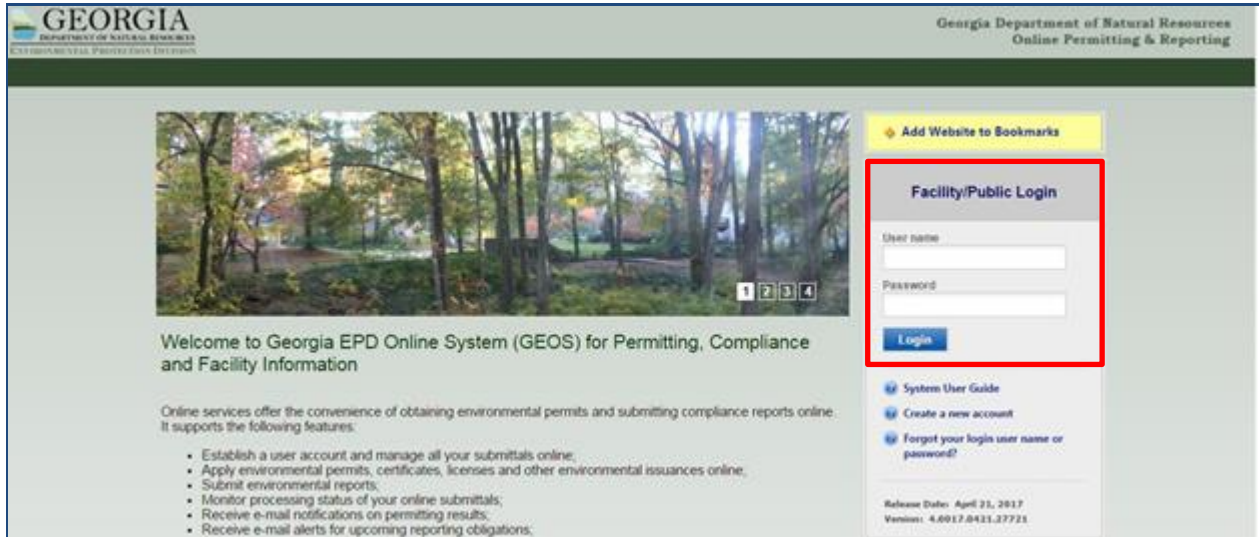 GEORGIA
DEPARTMENT OF NATURAL RESOURCES
ENVIRONMENTAL PROTECTION DIVISION
Georgia Department of Natural Resources
Online Permitting & Reporting
Add Website to Bookmarks
Facility/Public Login
User name
Password
Login
1 2 3 4
Welcome to Georgia EPD Online System (GEOS) for Permitting, Compliance
and Facility Information
Online services offer the convenience of obtaining environmental permits and submitting compliance reports online.
It supports the following features:
• Establish a user account and manage all your submittals online;
• Apply environmental permits, certificates, licenses and other environmental issuances online;
• Submit environmental reports;
• Monitor processing status of your online submittals;
• Receive e-mail notifications on permitting results;
• Receive e-mail alerts for upcoming reporting obligations;
System User Guide
Create a new account
Forgot your login user name or
password?
Release Date: April 21, 2017
Version: 4.0017.0421.27721